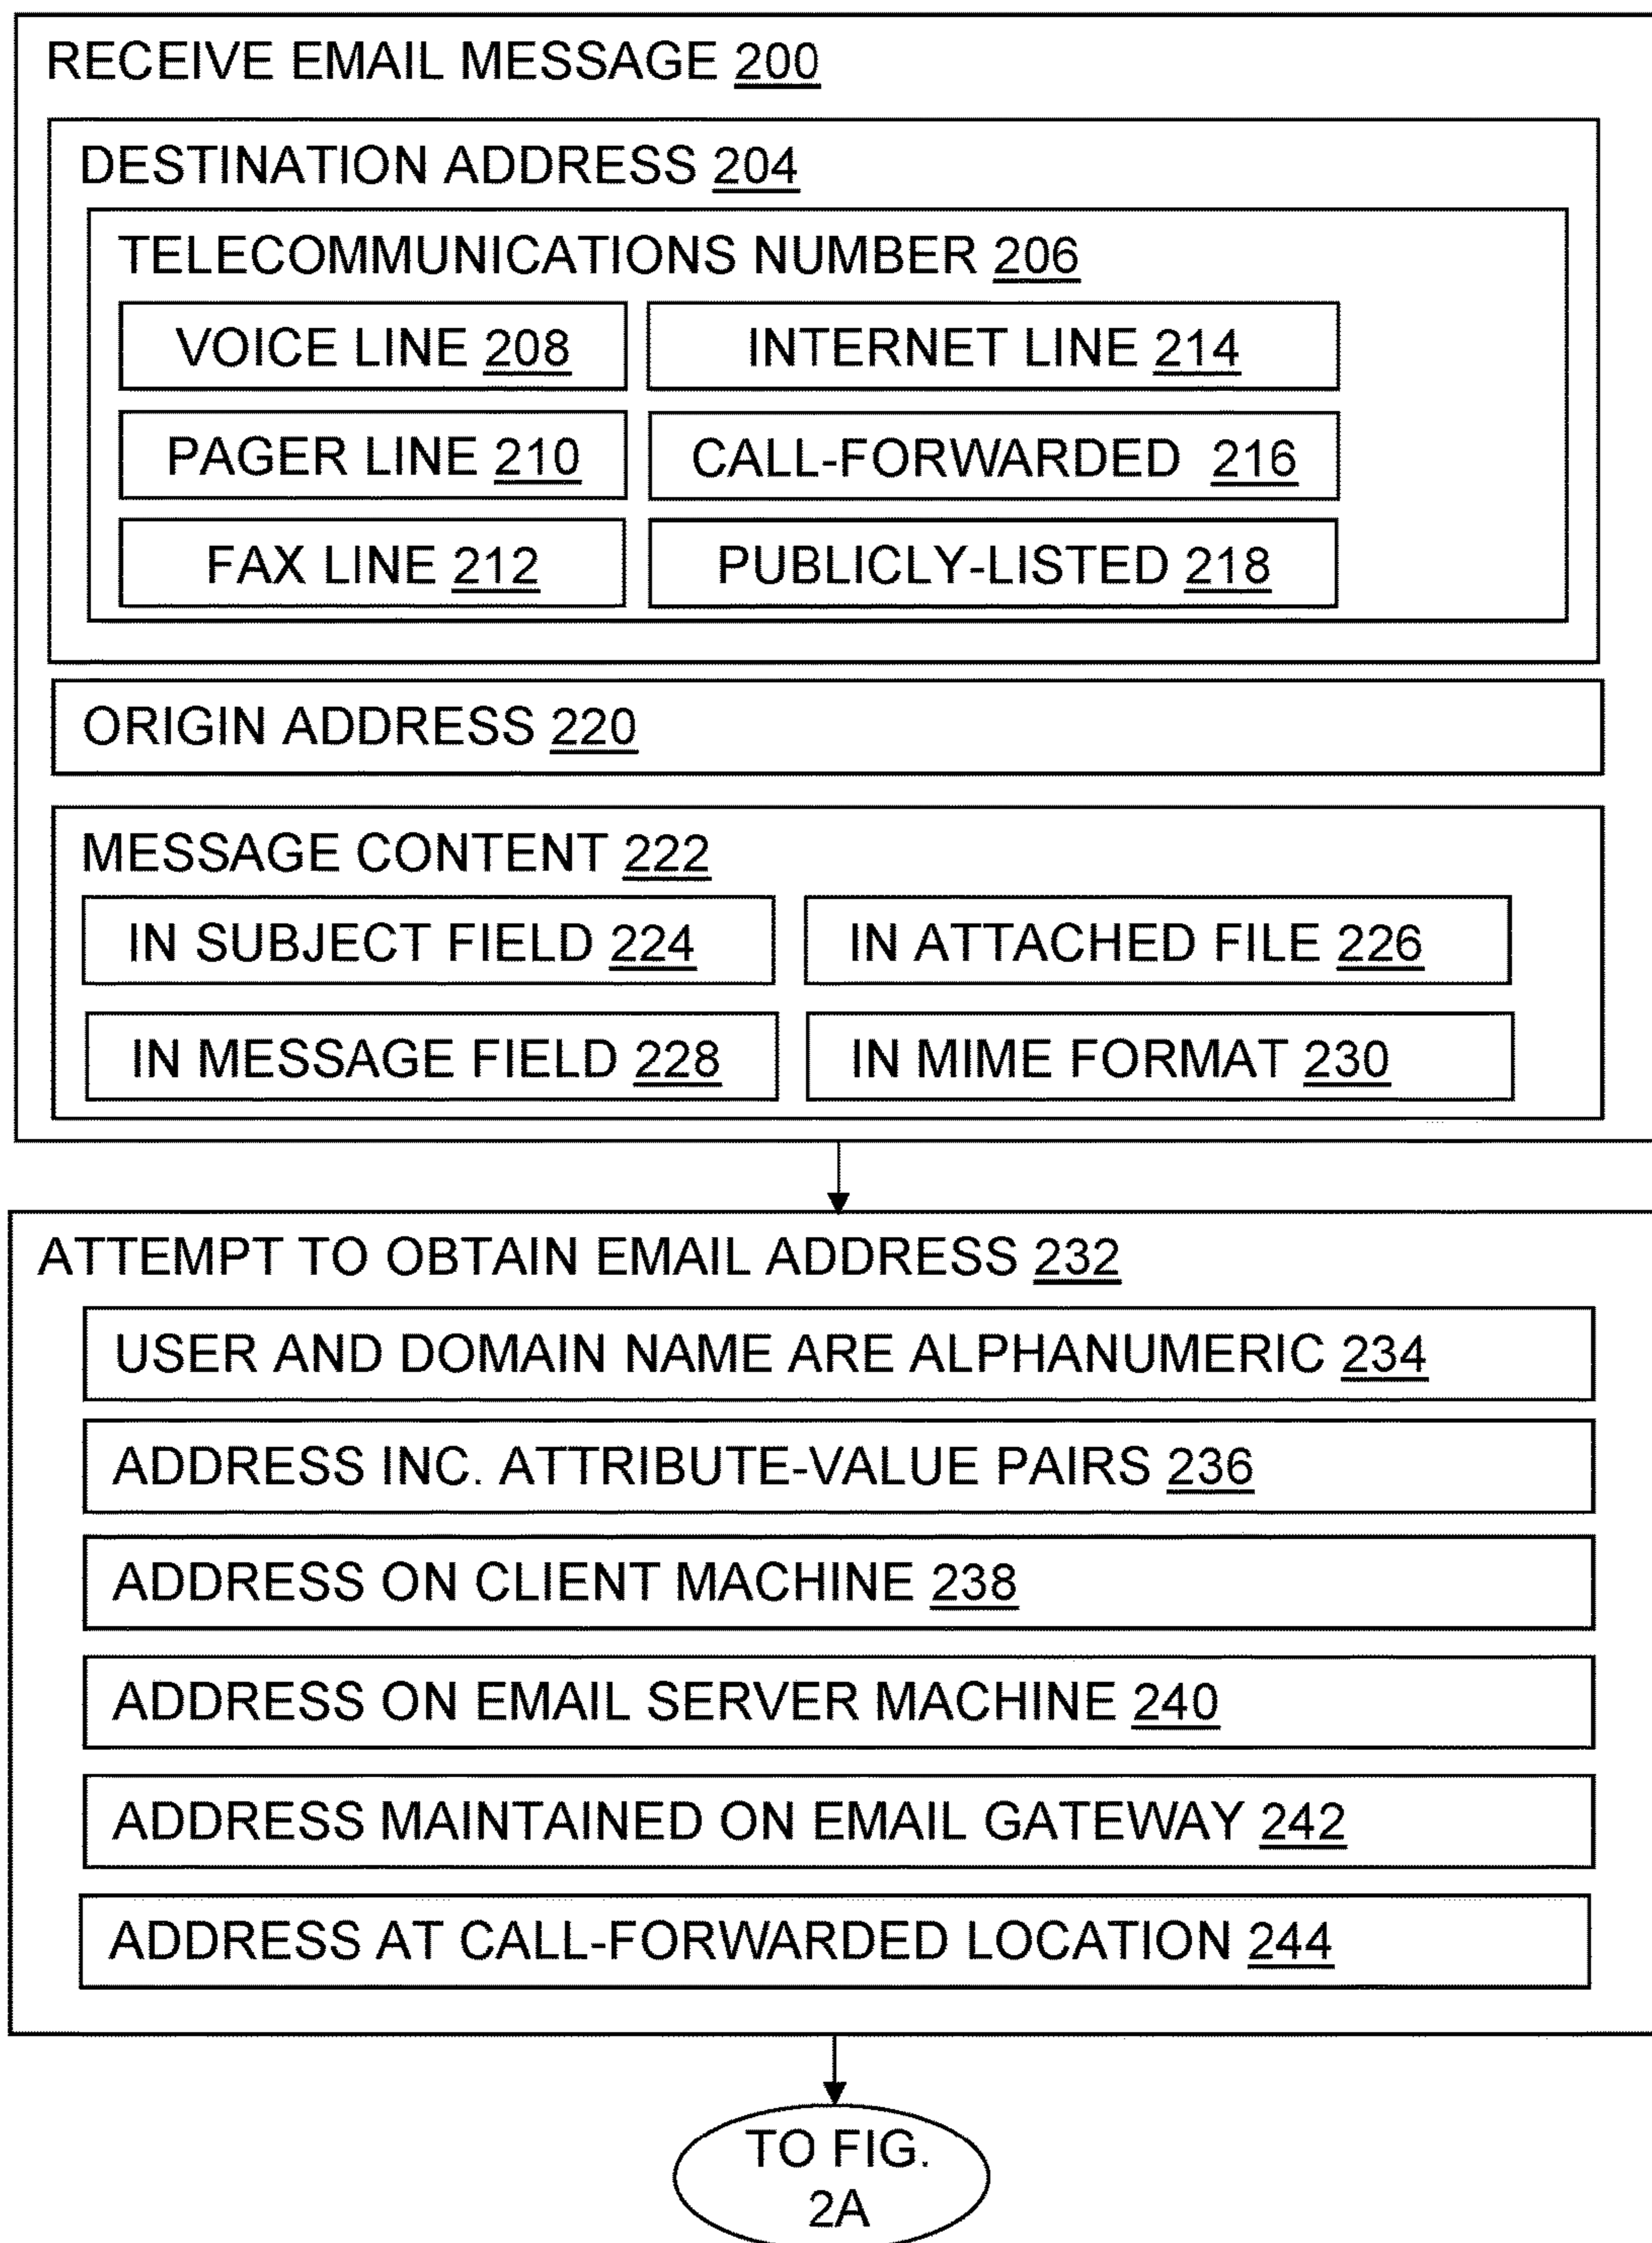 RECEIVE EMAIL MESSAGE 200
DESTINATION ADDRESS 204
TELECOMMUNICATIONS NUMBER 206
VOICE LINE 208
INTERNET LINE 214
PAGER LINE 210
CALL-FORWARDED 216
FAX LINE 212
PUBLICLY-LISTED 218
ORIGIN ADDRESS 220
MESSAGE CONTENT 222
IN SUBJECT FIELD 224
IN ATTACHED FILE 226
IN MESSAGE FIELD 228
IN MIME FORMAT 230
ATTEMPT TO OBTAIN EMAIL ADDRESS 232
USER AND DOMAIN NAME ARE ALPHANUMERIC 234
ADDRESS INC. ATTRIBUTE-VALUE PAIRS 236
ADDRESS ON CLIENT MACHINE 238
ADDRESS ON EMAIL SERVER MACHINE 240
ADDRESS MAINTAINED ON EMAIL GATEWAY 242
ADDRESS AT CALL-FORWARDED LOCATION 244
TO FIG.
2A